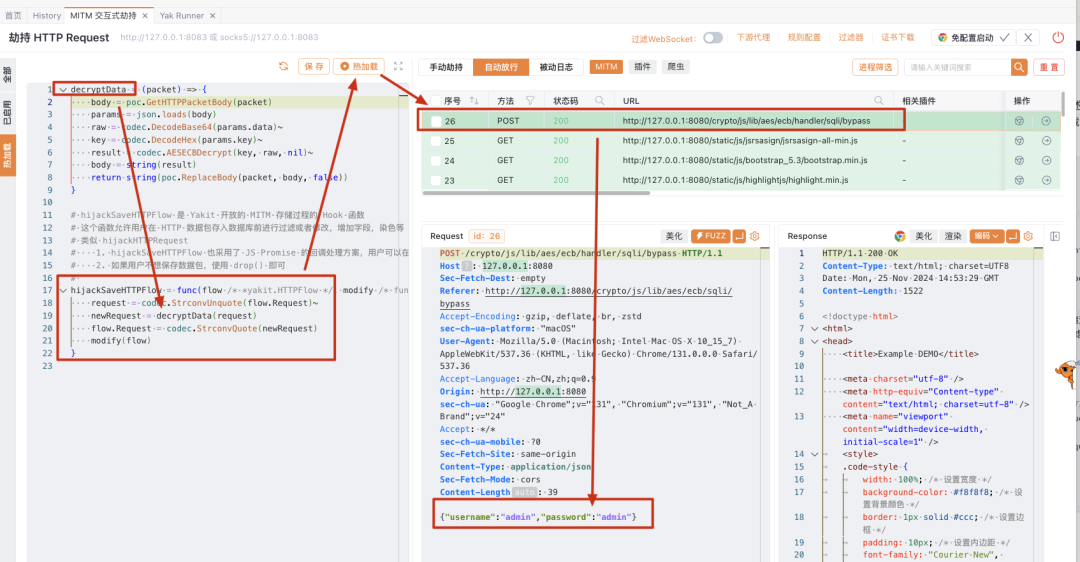 首页 History MITM 交互式劫持 × Yak Runner ×
劫持 HTTP Request http://127.0.0.1:8083 或 socks5://127.0.0.1:8083
过滤WebSocket: 下游代理 规则配置 过滤器 证书下载 免配置启动
全部
已启用
热加载
保存 热加载
1 decryptData = (packet) => {
2 body = poc.GetHTTPPacketBody(packet)
3 params = json.loads(body)
4 raw = codec.DecodeBase64(params.data)~
5 key = codec.DecodeHex(params.key)~
6 result = codec.AESECBDecrypt(key, raw, nil)~
7 body = string(result)
8 return string(poc.ReplaceBody(packet, body, false))
9 }
10
11 # hijackSaveHTTPFlow 是 Yakit 开放的 MITM 存储过程的 Hook 函数
12 # 这个函数允许用户在 HTTP 数据包存入数据库前进行过滤或者修改,增加字段,染色等
13 # 类似 hijackHTTPRequest
14 # 1. hijackSaveHTTPFlow 也采用了 JS Promise 的回调处理方案,用户可以在
15 # 2. 如果用户不想保存数据包,使用 drop() 即可
16 #
17 hijackSaveHTTPFlow = func(flow /* *yakit.HTTPFlow */, modify /* func
18 request = codec.StrconvUnquote(flow.Request)~
19 newRequest = decryptData(request)
20 flow.Request = codec.StrconvQuote(newRequest)
21 modify(flow)
22 }
23
手动劫持 自动放行 被动日志 MITM 插件 爬虫 进程筛选 请输入关键词搜索 重置
序号 方法 状态码 URL 相关插件 操作
26 POST 200 http://127.0.0.1:8080/crypto/js/lib/aes/ecb/handler/sqli/bypass -
25 GET 200 http://127.0.0.1:8080/static/js/jsrsasign/jsrsasign-all-min.js -
24 GET 200 http://127.0.0.1:8080/static/js/bootstrap_5.3/bootstrap.min.js -
23 GET 200 http://127.0.0.1:8080/static/js/highlightjs/highlight.min.js -
Request id: 26 美化 FUZZ
POST /crypto/js/lib/aes/ecb/handler/sqli/bypass HTTP/1.1
Host ? : 127.0.0.1:8080
Sec-Fetch-Dest: empty
Referer: http://127.0.0.1:8080/crypto/js/lib/aes/ecb/sqli/
bypass
Accept-Encoding: gzip, deflate, br, zstd
sec-ch-ua-platform: "macOS"
User-Agent: Mozilla/5.0 (Macintosh; Intel Mac OS X 10_15_7)
AppleWebKit/537.36 (KHTML, like Gecko) Chrome/131.0.0.0 Safari/
537.36
Accept-Language: zh-CN,zh;q=0.9
Origin: http://127.0.0.1:8080
sec-ch-ua: "Google Chrome";v="131", "Chromium";v="131", "Not_A
Brand";v="24"
Accept: */*
sec-ch-ua-mobile: ?0
Sec-Fetch-Site: same-origin
Content-Type: application/json
Sec-Fetch-Mode: cors
Content-Length auto : 39
{"username":"admin","password":"admin"}
Response 美化 渲染 编码
1 HTTP/1.1 200 OK
2 Content-Type: text/html; charset=UTF8
3 Date: Mon, 25 Nov 2024 14:53:29 GMT
4 Content-Length: 1522
5
6 <!doctype html>
7 <html>
8 <head>
9 <title>Example DEMO</title>
10
11 <meta charset="utf-8" />
12 <meta http-equiv="Content-type"
content="text/html; charset=utf-8" />
13 <meta name="viewport"
content="width=device-width,
initial-scale=1" />
14 <style>
15 .code-style {
16 width: 100%; /* 设置宽度 */
17 background-color: #f8f8f8; /* 设
置背景颜色 */
18 border: 1px solid #ccc; /* 设置边
框 */
19 padding: 10px; /* 设置内边距 */
20 font-family: "Courier New",